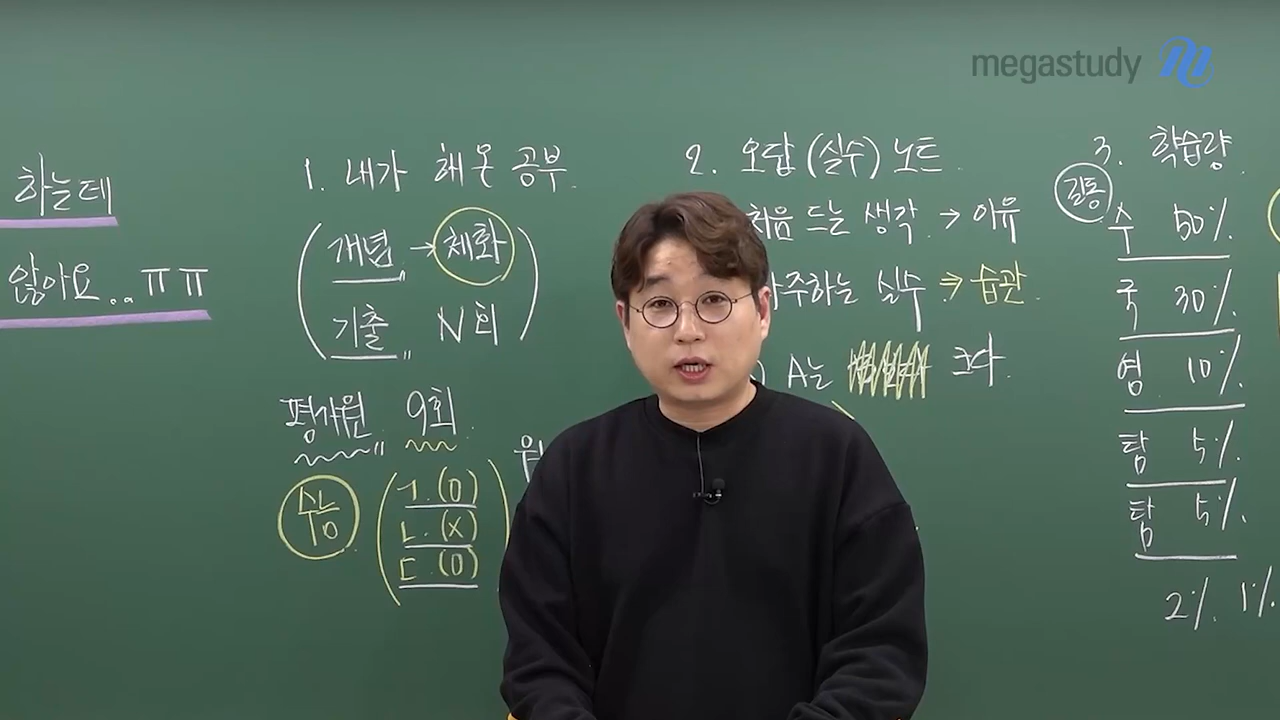 megastudy
하는데
않아요..ㅠㅠ
1. 내가 해온 공부
개념 → 체화
기출 N회
평가원 9회
수능
ㄱ.(O)
ㄴ.(X)
ㄷ.(O)
2. 오답(실수) 노트
처음 드는 생각 → 이유
자주하는 실수 ⇒ 습관
A는 크다
3. 학습량
길동
수 50%
국 30%
영 10%
탐 5%
탐 5%
2% 1%